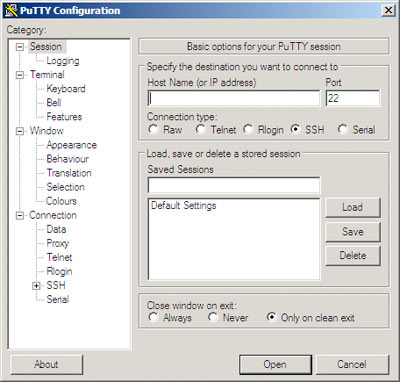 PuTTY Configuration
Category:
Session
Logging
Terminal
Keyboard
Bell
Features
Window
Appearance
Behaviour
Translation
Selection
Colours
Connection
Data
Proxy
Telnet
Rlogin
SSH
Serial
Basic options for your PuTTY session
Specify the destination you want to connect to
Host Name (or IP address) Port
22
Connection type:
Raw Telnet Rlogin SSH Serial
Load, save or delete a stored session
Saved Sessions
Default Settings
Load
Save
Delete
Close window on exit:
Always Never Only on clean exit
About Open Cancel